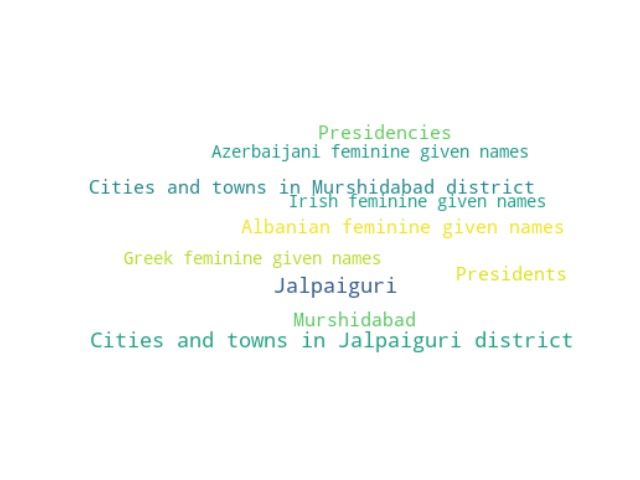 Presidencies
Azerbaijani feminine given names
Cities and towns in Murshidabad district
Irish feminine given names
Albanian feminine given names
Greek feminine given names
Presidents
Jalpaiguri
Murshidabad
Cities and towns in Jalpaiguri district